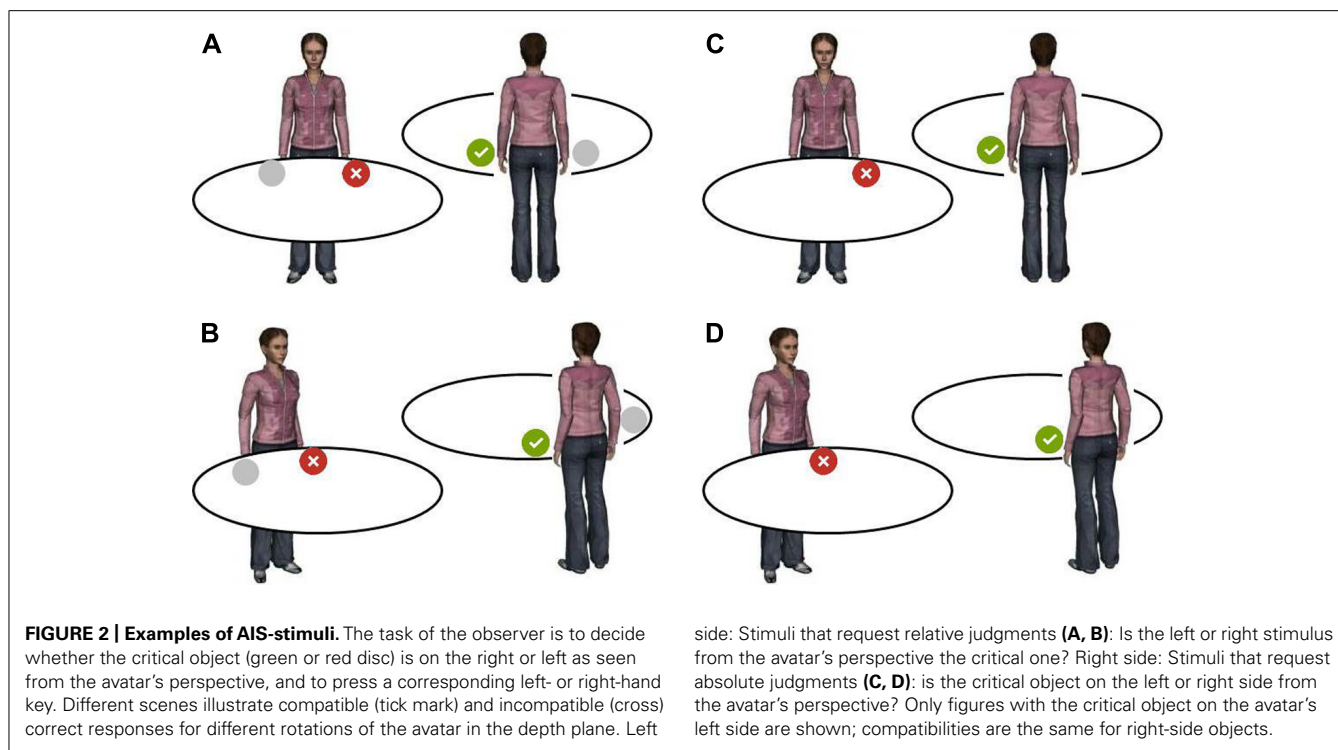 A
C
B
D
FIGURE 2 | Examples of AIS-stimuli. The task of the observer is to decide
whether the critical object (green or red disc) is on the right or left as seen
from the avatar's perspective, and to press a corresponding left- or right-hand
key. Different scenes illustrate compatible (tick mark) and incompatible (cross)
correct responses for different rotations of the avatar in the depth plane. Left
side: Stimuli that request relative judgments (A, B): Is the left or right stimulus
from the avatar's perspective the critical one? Right side: Stimuli that request
absolute judgments (C, D): is the critical object on the left or right side from
the avatar's perspective? Only figures with the critical object on the avatar's
left side are shown; compatibilities are the same for right-side objects.